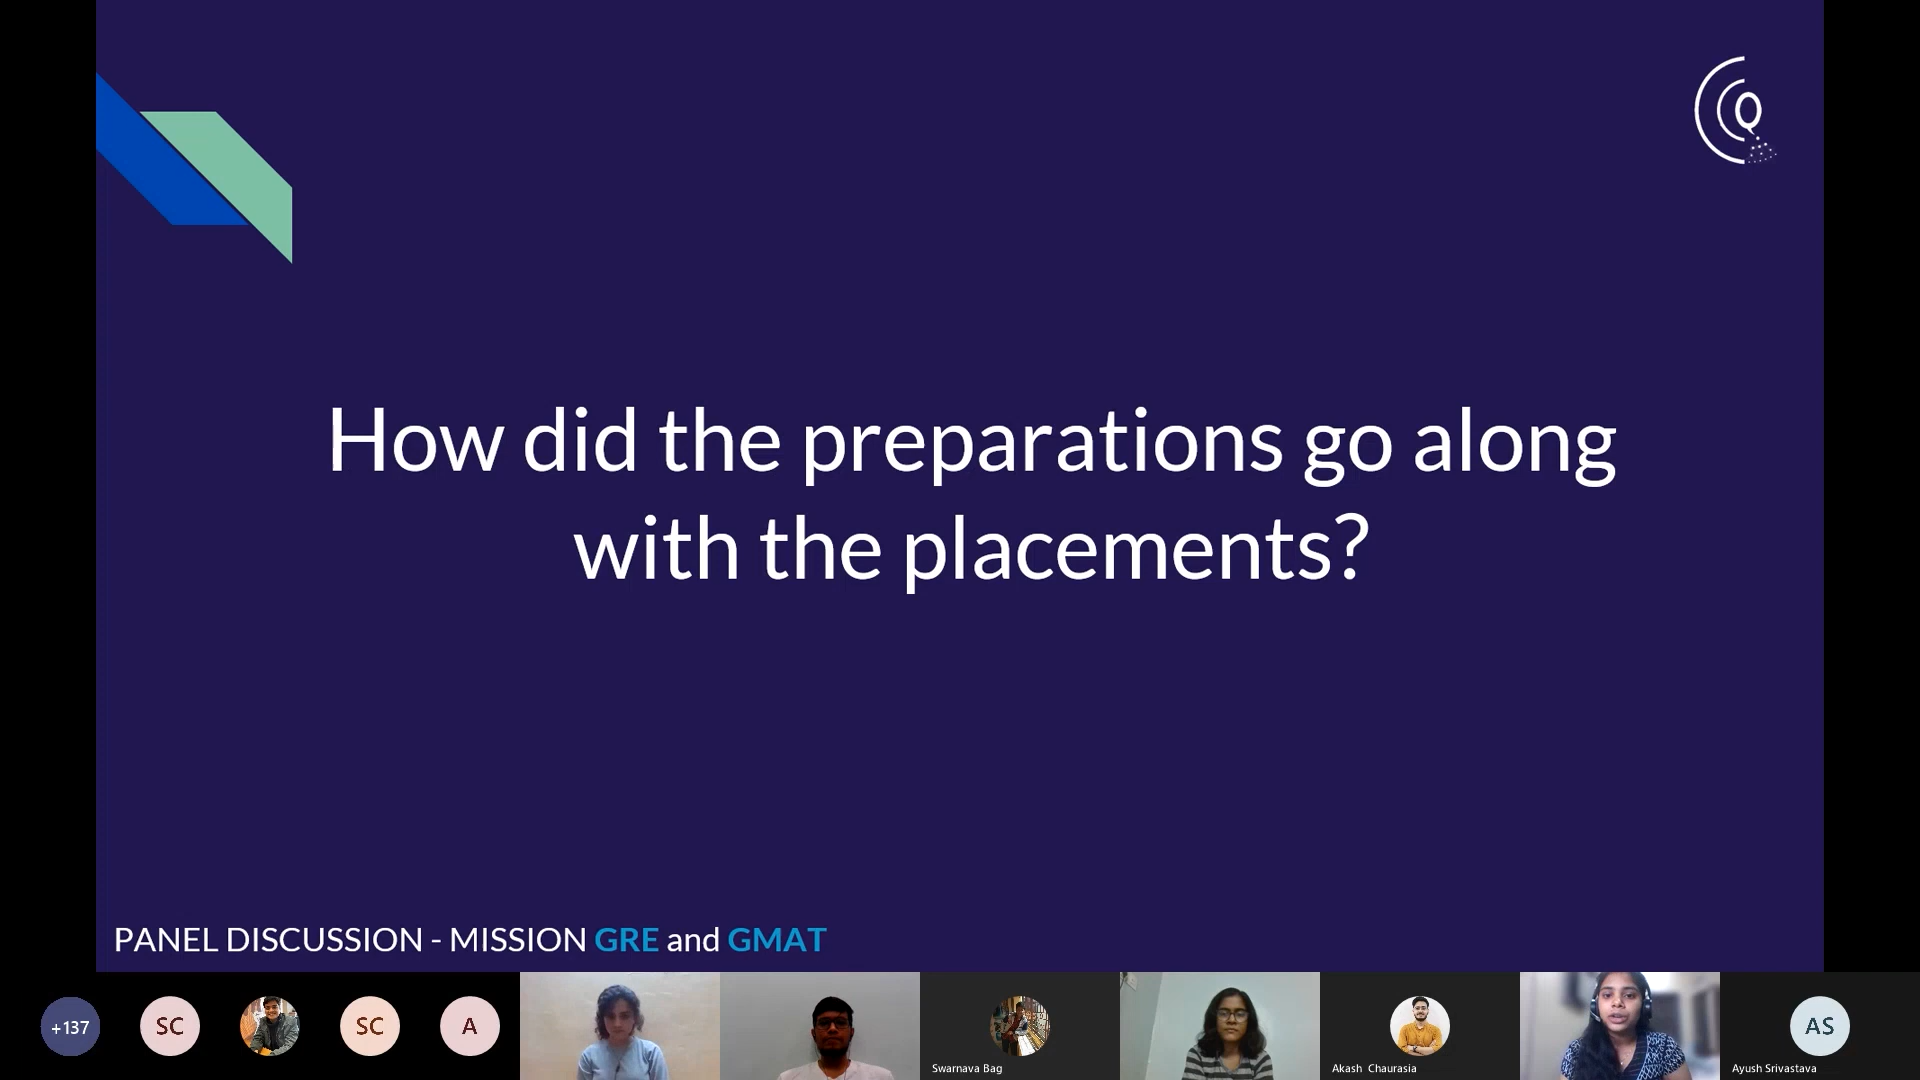 Q
How did the preparations go along
with the placements?
PANEL DISCUSSION - MISSION GRE and GMAT
+137
SC
SC
A
Swarnava Bag
Akash Chaurasia
AS
Ayush Srivastava